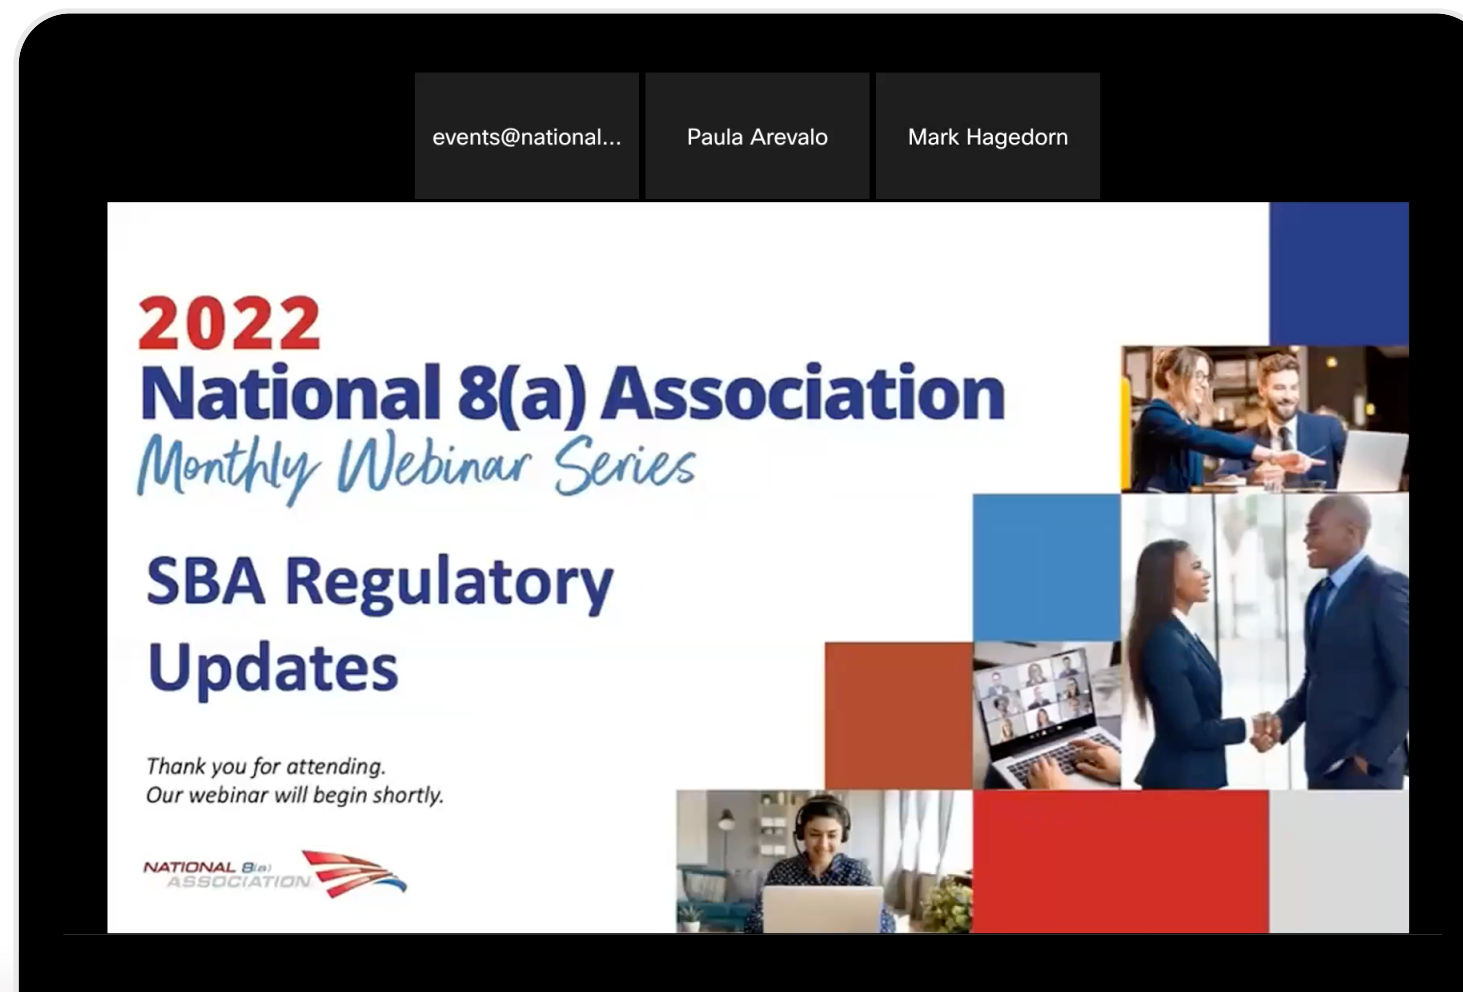 events@national...
Paula Arevalo
Mark Hagedorn
2022
National 8(a) Association
Monthly Webinar Series
SBA Regulatory
Updates
Thank you for attending.
Our webinar will begin shortly.
NATIONAL 8(a)
ASSOCIATION